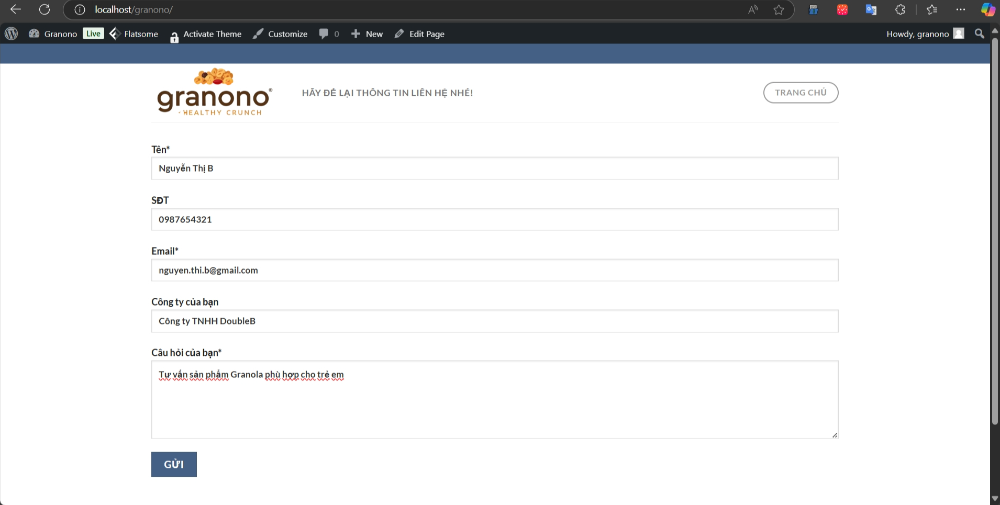 localhost/granono/
Granono Live Flatsome Activate Theme Customize 0 New Edit Page Howdy, granono
granono®
HEALTHY CRUNCH
HÃY ĐỂ LẠI THÔNG TIN LIÊN HỆ NHÉ!
TRANG CHỦ
Tên*
Nguyễn Thị B
SĐT
0987654321
Email*
nguyen.thi.b@gmail.com
Công ty của bạn
Công ty TNHH DoubleB
Câu hỏi của bạn*
Tư vấn sản phẩm Granola phù hợp cho trẻ em
GỬI